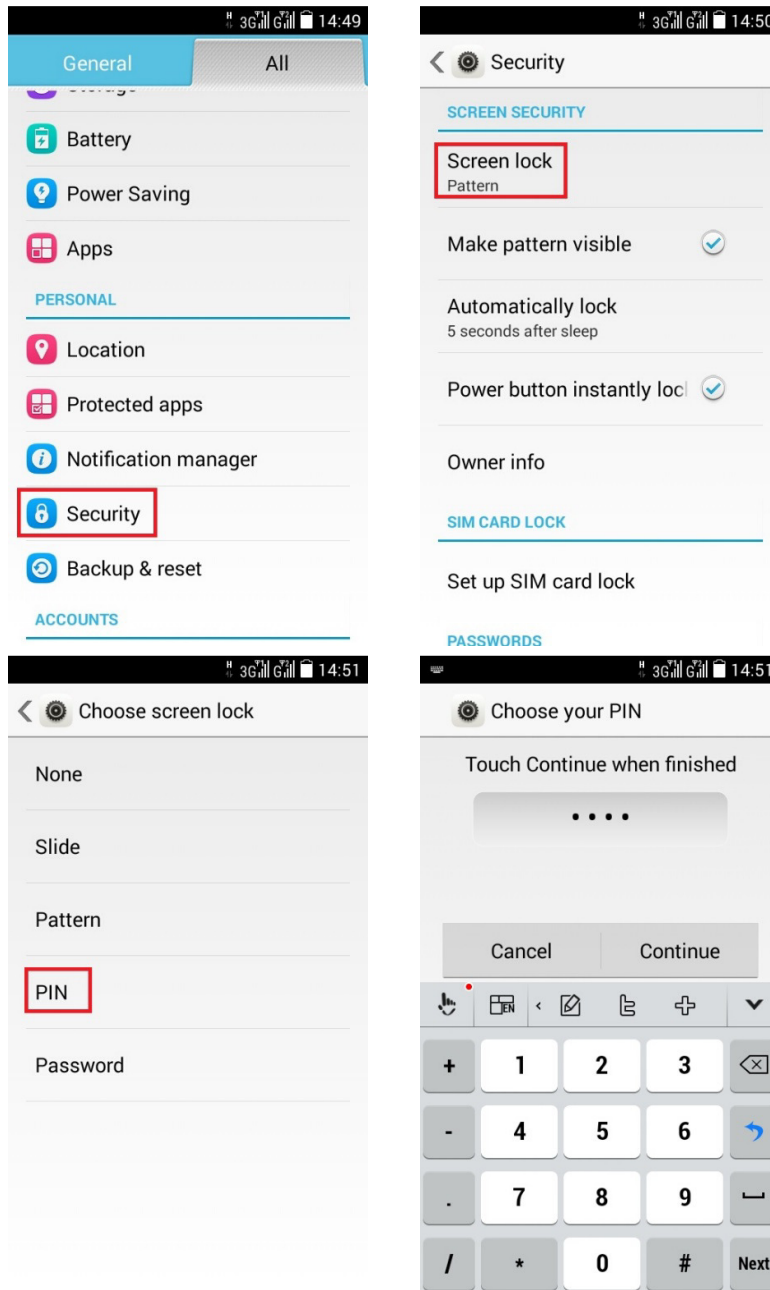 3G G 14:49
General All
Battery
Power Saving
Apps
PERSONAL
Location
Protected apps
Notification manager
Security
Backup & reset
ACCOUNTS
H 3G G 14:50
Security
SCREEN SECURITY
Screen lock
Pattern
Make pattern visible
Automatically lock
5 seconds after sleep
Power button instantly loc
Owner info
SIM CARD LOCK
Set up SIM card lock
PASSWORDS
H 3G G 14:51
Choose screen lock
None
Slide
Pattern
PIN
Password
H 3G G 14:51
Choose your PIN
Touch Continue when finished
••••
Cancel Continue
EN
+ 1 2 3
- 4 5 6
. 7 8 9
/ * 0 # Next